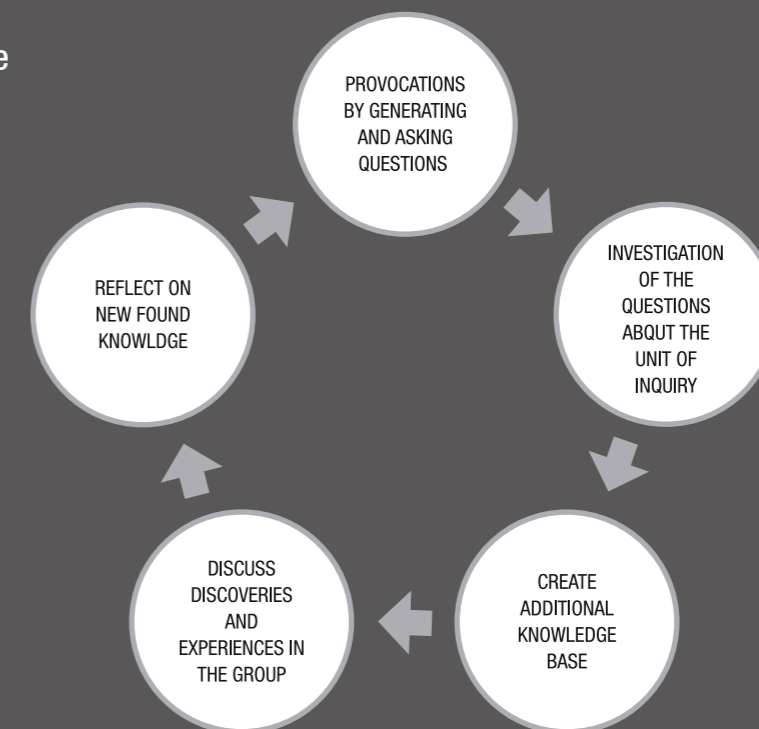 e
PROVOCATIONS
BY GENERATING
AND ASKING
QUESTIONS
INVESTIGATION
OF THE
QUESTIONS
ABQUT THE
UNIT OF
INQUIRY
CREATE
ADDITIONAL
KNOWLEDGE
BASE
DISCUSS
DISCOVERIES
AND
EXPERIENCES IN
THE GROUP
REFLECT ON
NEW FOUND
KNOWLDGE